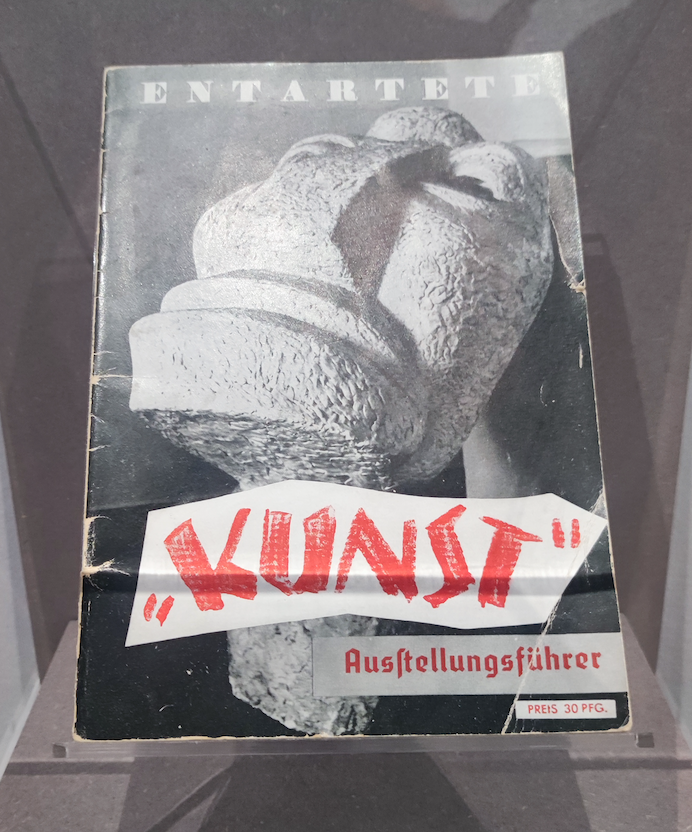 ENTARTETE
„KUNST"
Ausſtellungsführer
PREIS 30 PFG.